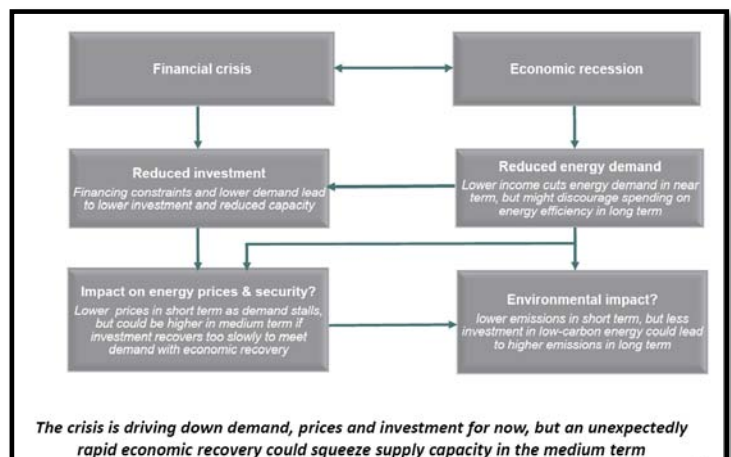 Financial crisis
Economic recession
Reduced investment
Financing constraints and lower demand lead
to lower investment and reduced capacity
Reduced energy demand
Lower income cuts energy demand in near
term, but might discourage spending on
energy efficiency in long term
Impact on energy prices & security?
Lower prices in short term as demand stalls,
but could be higher in medium term if
investment recovers too slowly to meet
demand with economic recovery
Environmental impact?
lower emissions in short term, but less
investment in low-carbon energy could lead
to higher emissions in long term
The crisis is driving down demand, prices and investment for now, but an unexpectedly
rapid economic recovery could squeeze supply capacity in the medium term